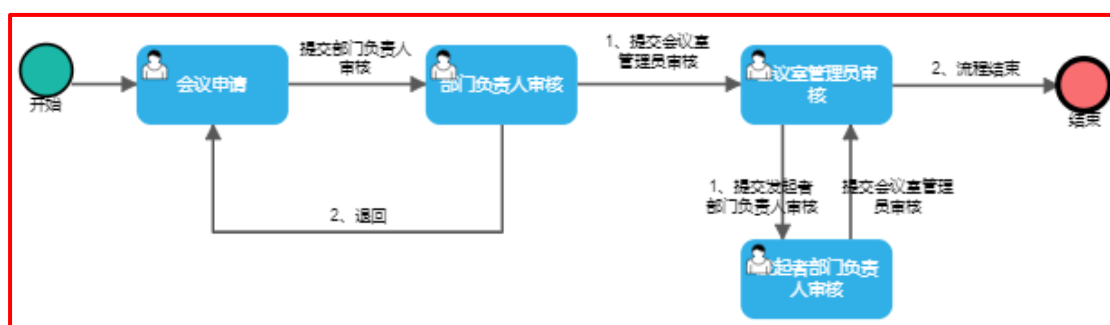 提交部门负责人
审核
1、提交会议室
管理员审核
会议申请
部门负责人审核
议室管理员审
核
2、流程结束
开始
结束
1、提交发起者
部门负责人审核
提交会议室管理
员审核
2、退回
起者部门负责
人审核